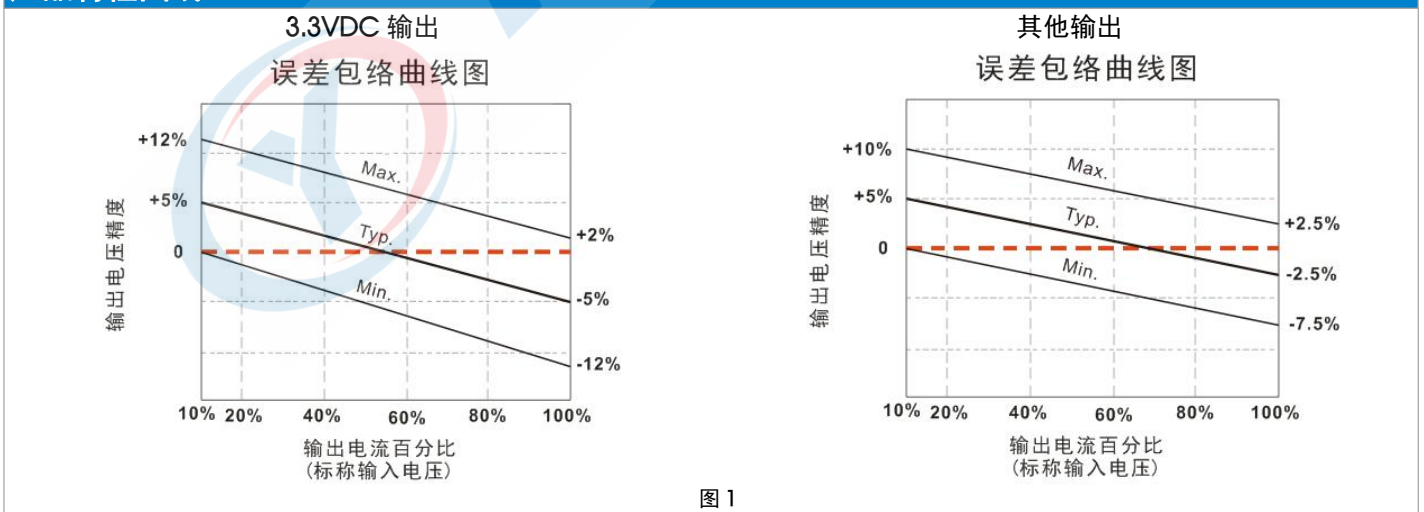 3.3VDC 输出
误差包络曲线图
+12%
+5%
0
输出电压精度
Max.
Typ.
Min.
+2%
-5%
-12%
10% 20% 40% 60% 80% 100%
输出电流百分比
(标称输入电压)
其他输出
误差包络曲线图
+10%
+5%
0
输出电压精度
Max.
Typ.
Min.
+2.5%
-2.5%
-7.5%
10% 20% 40% 60% 80% 100%
输出电流百分比
(标称输入电压)
图 1